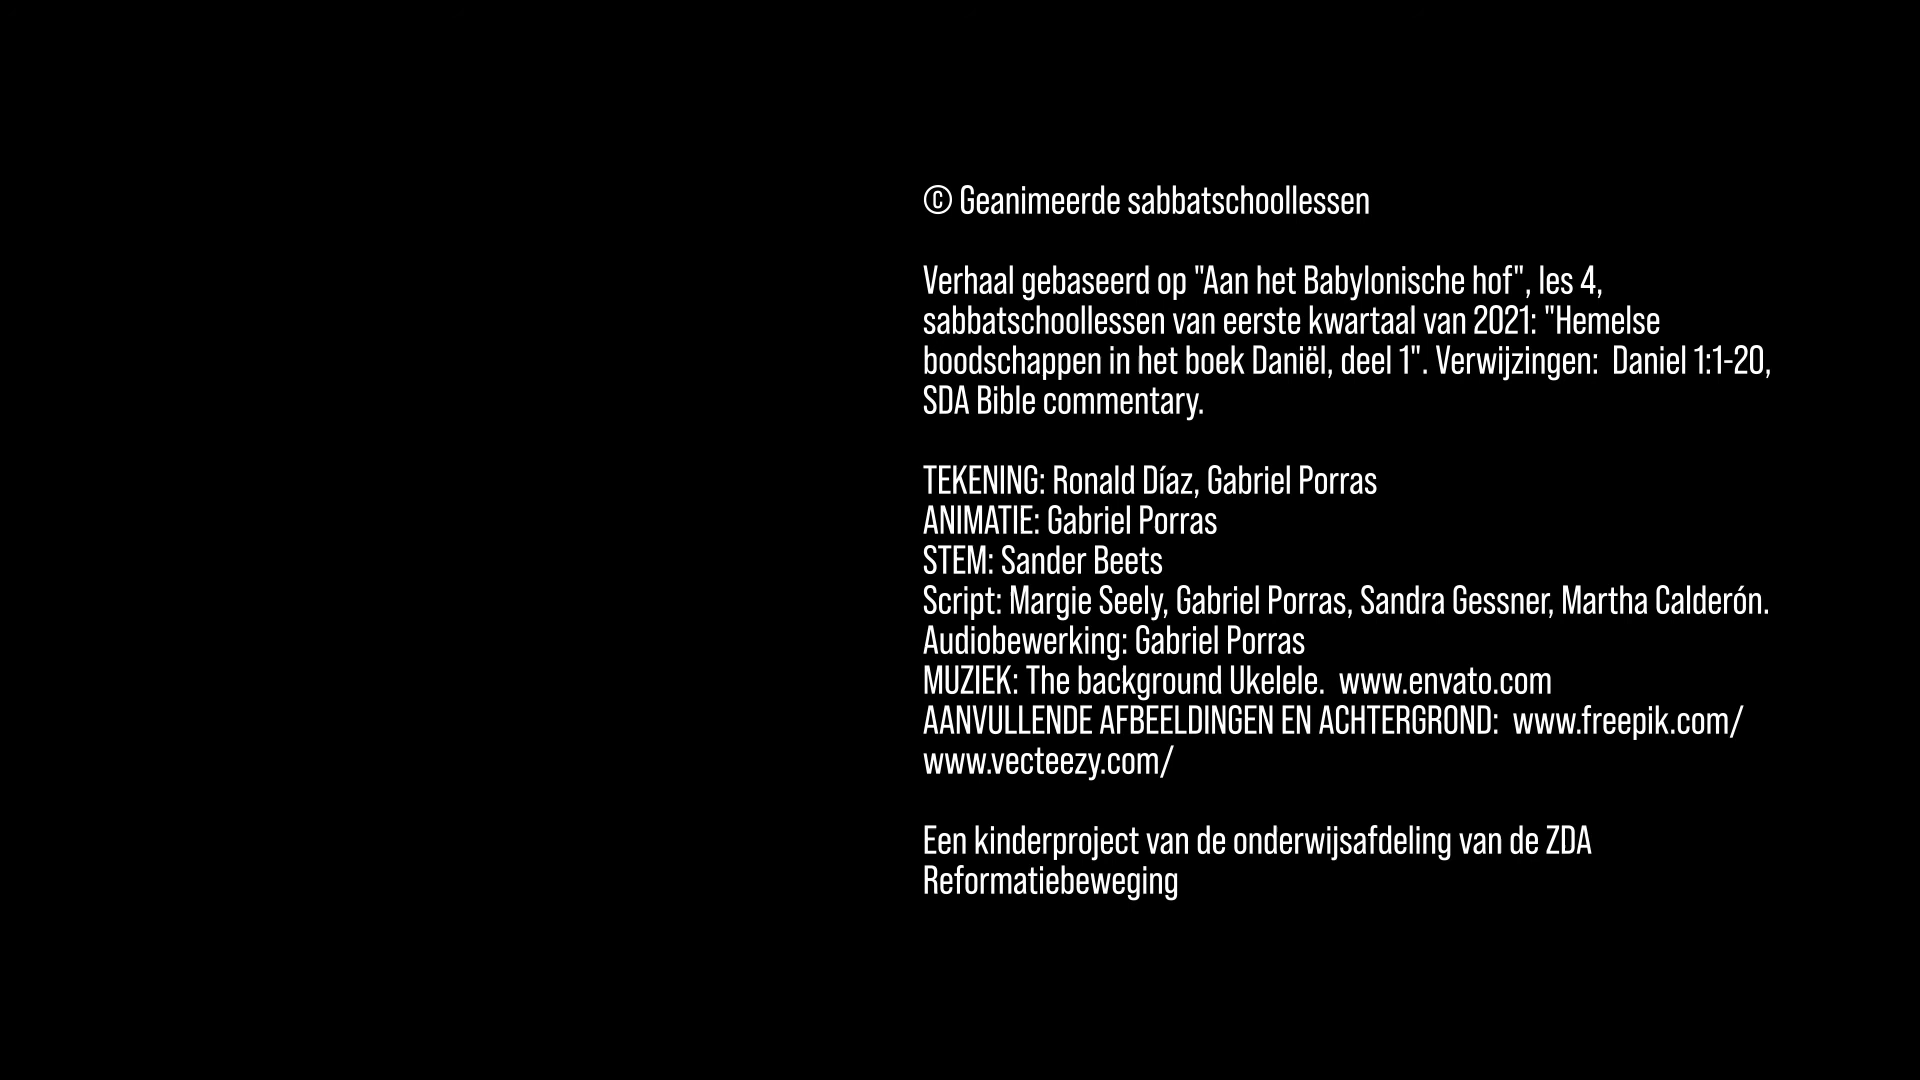 © Geanimeerde sabbatschoollessen
Verhaal gebaseerd op "Aan het Babylonische hof", les 4,
sabbatschoollessen van eerste kwartaal van 2021: "Hemelse
boodschappen in het boek Daniël, deel 1". Verwijzingen:  Daniel 1:1-20,
SDA Bible commentary.
TEKENING: Ronald Díaz, Gabriel Porras
ANIMATIE: Gabriel Porras
STEM: Sander Beets
Script: Margie Seely, Gabriel Porras, Sandra Gessner, Martha Calderón.
Audiobewerking: Gabriel Porras
MUZIEK: The background Ukelele.  www.envato.com
AANVULLENDE AFBEELDINGEN EN ACHTERGROND:  www.freepik.com/
www.vecteezy.com/
Een kinderproject van de onderwijsafdeling van de ZDA
Reformatiebeweging